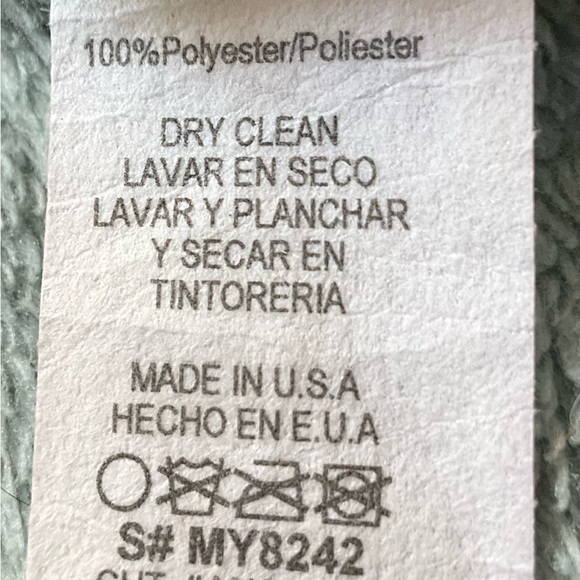 100%Polyester/Poliester
DRY CLEAN
LAVAR EN SECO
LAVAR Y PLANCHAR
Y SECAR EN
TINTORERIA
MADE IN U.S.A
HECHO EN E.U.A
S# MY8242